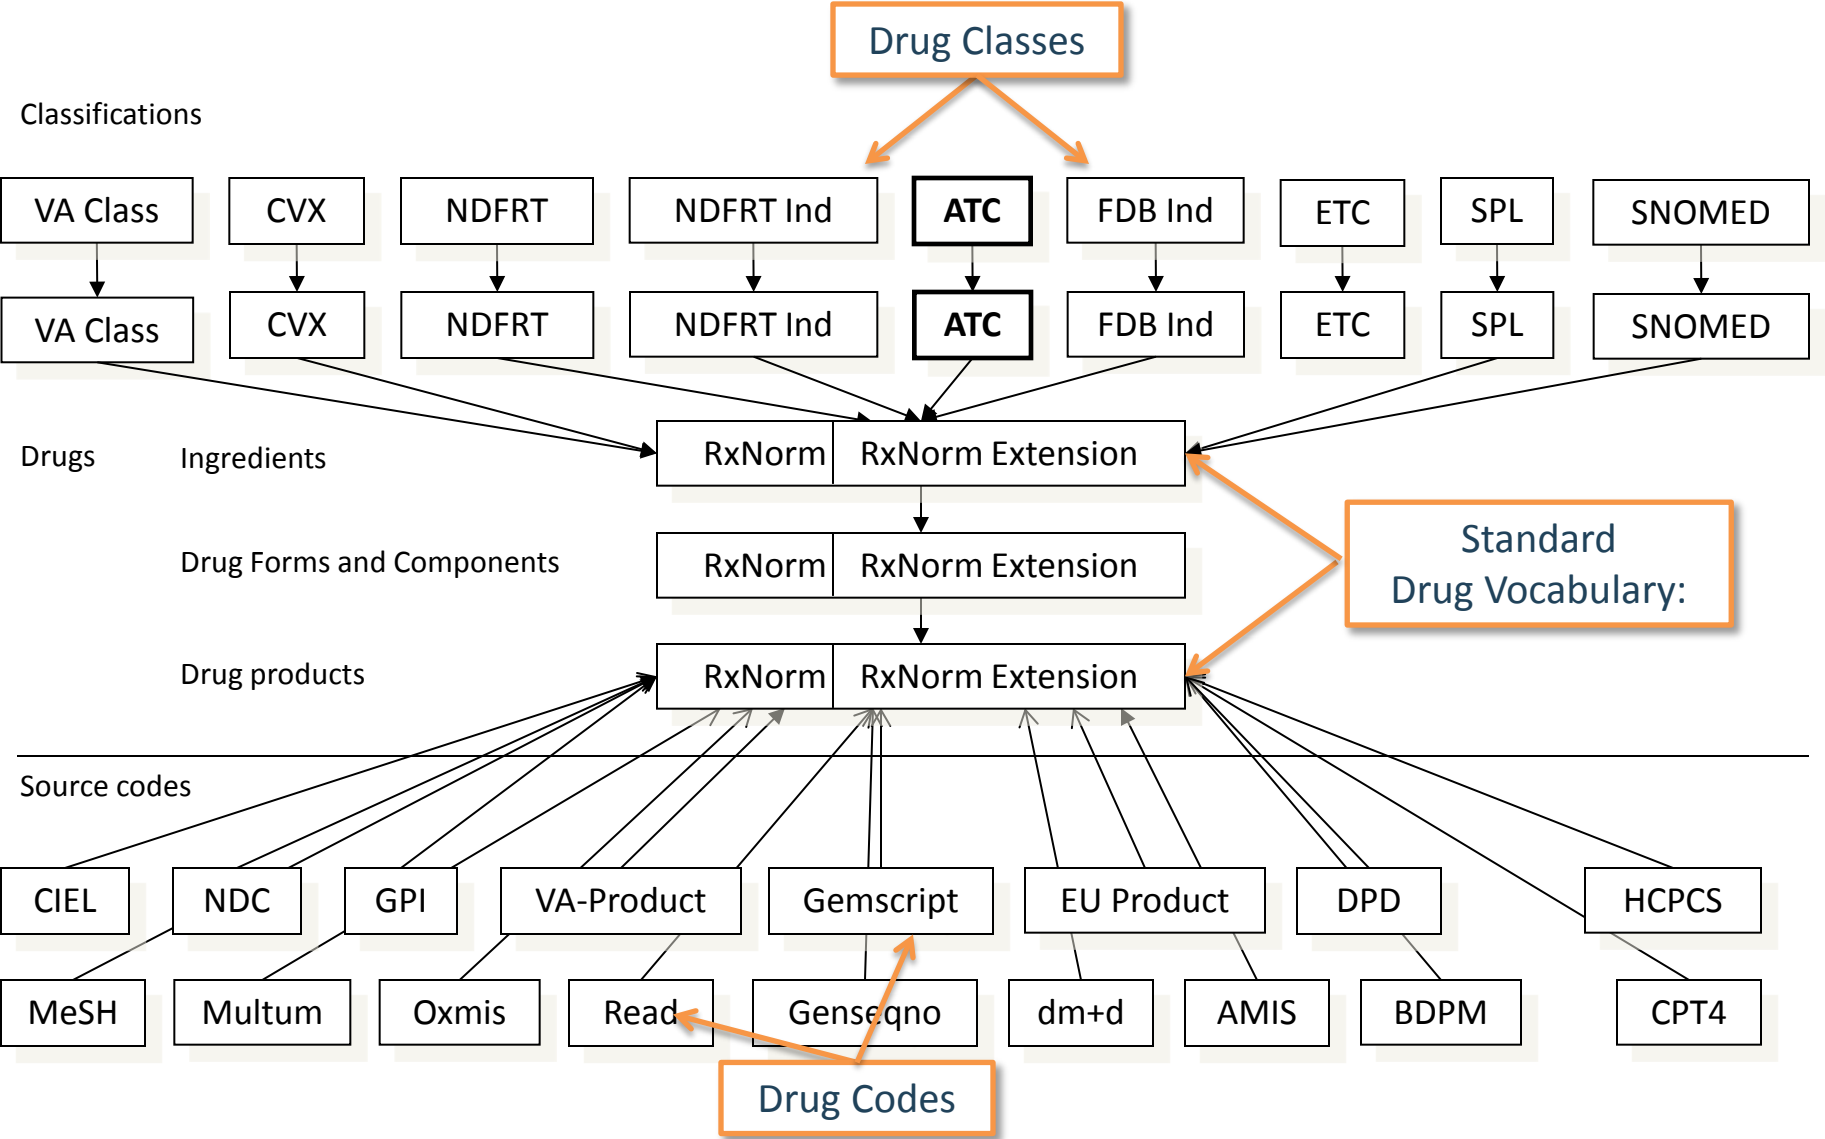 Drug Classes
Classifications
VA Class
CVX
NDFRT
NDFRT Ind
ATC
FDB Ind
ETC
SPL
SNOMED
VA Class
CVX
NDFRT
NDFRT Ind
ATC
FDB Ind
ETC
SPL
SNOMED
Drugs
Ingredients
RxNorm
RxNorm Extension
Standard
Drug Vocabulary:
Drug Forms and Components
RxNorm
RxNorm Extension
Drug products
RxNorm
RxNorm Extension
Source codes
CIEL
NDC
GPI
VA-Product
Gemscript
EU Product
DPD
HCPCS
MeSH
Multum
Oxmis
Read
Genseqno
dm+d
AMIS
BDPM
CPT4
Drug Codes